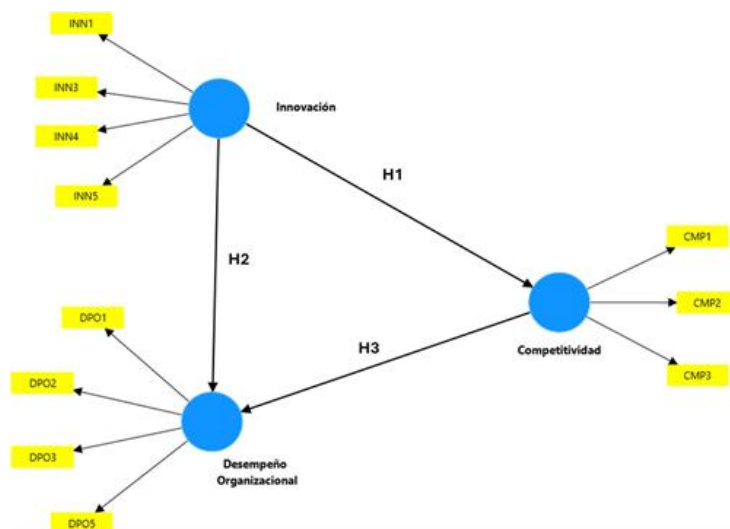 INN1
INN3
Innovación
INN4
INN5
H1
H2
CMP1
CMP2
DPO1
H3
Competitividad
CMP3
DPO2
DPO3
Desempeño
Organizacional
DPO5